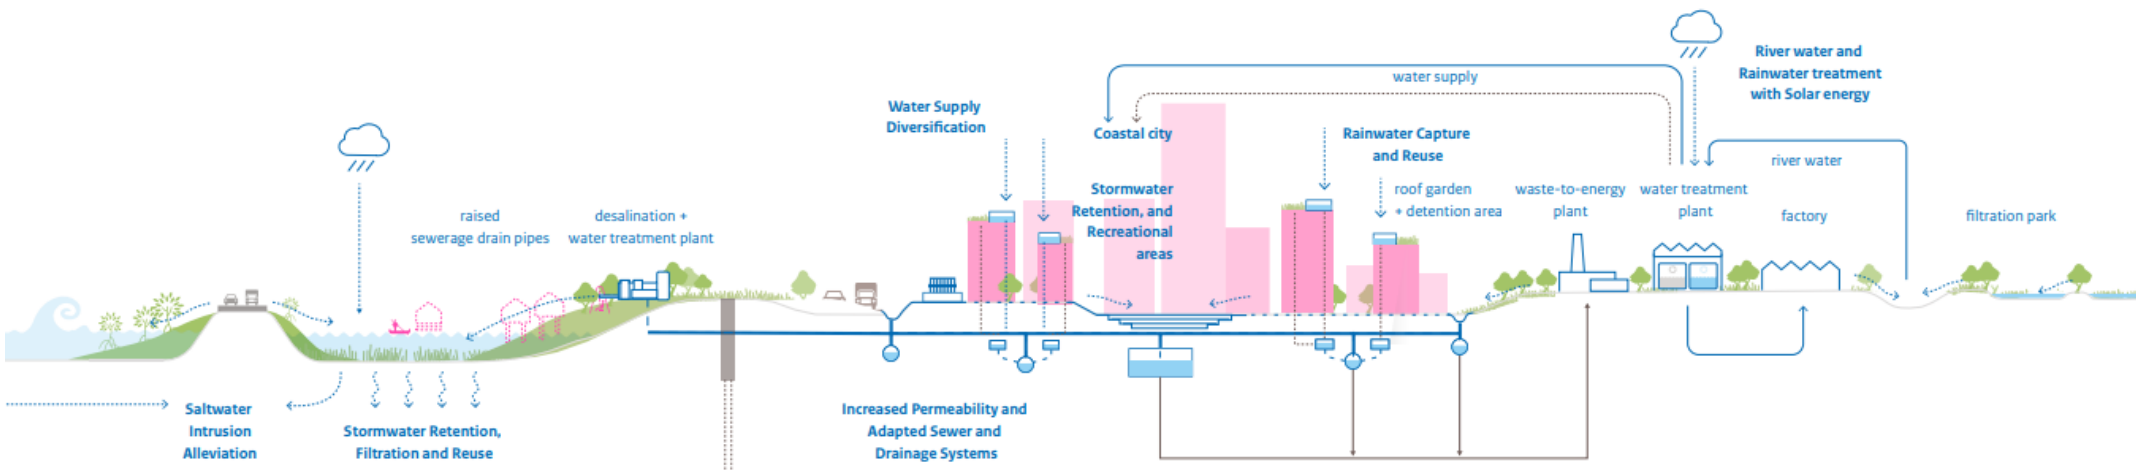 raised
sewerage drain pipes
desalination +
water treatment plant
Saltwater
Intrusion
Alleviation
Stormwater Retention,
Filtration and Reuse
Water Supply
Diversification
Increased Permeability and
Adapted Sewer and
Drainage Systems
Coastal city
Stormwater
Retention, and
Recreational
areas
water supply
Rainwater Capture
and Reuse
roof garden
+ detention area
waste-to-energy
plant
water treatment
plant
River water and
Rainwater treatment
with Solar energy
river water
factory
filtration park